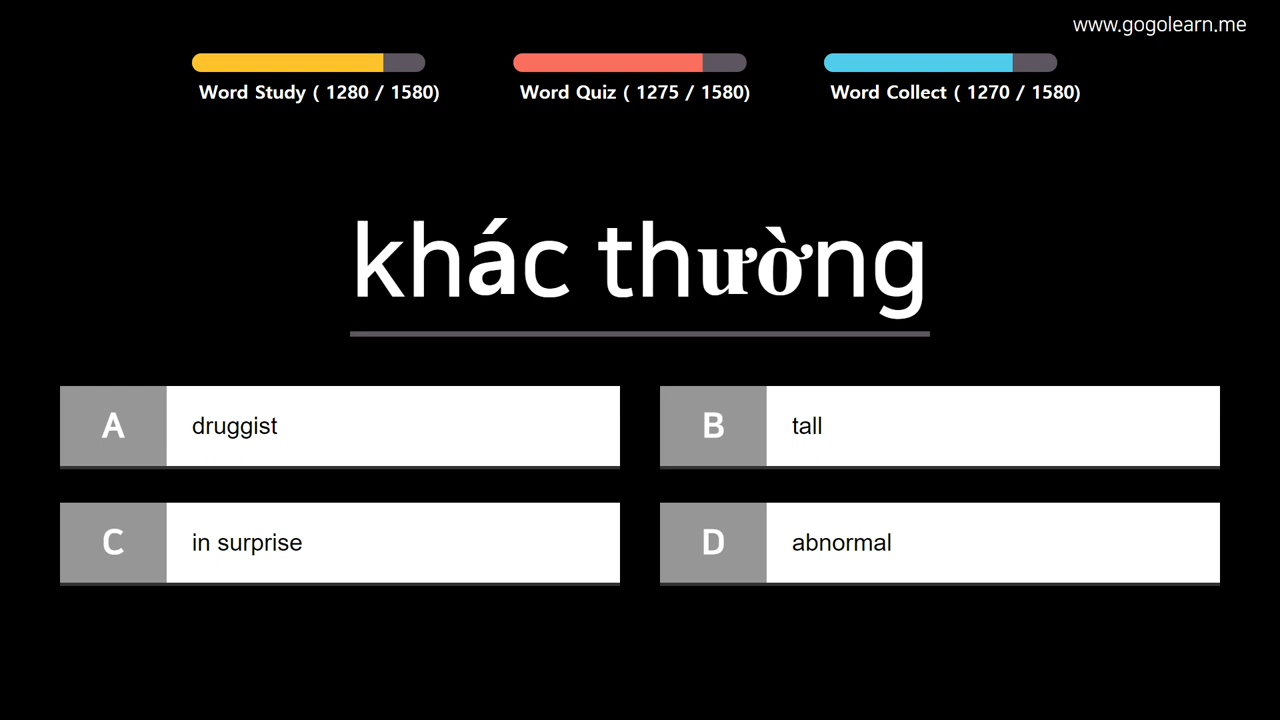 www.gogolearn.me
Word Study ( 1280 / 1580)
Word Quiz ( 1275 / 1580)
Word Collect ( 1270 / 1580)
khác thường
A druggist
B tall
C in surprise
D abnormal